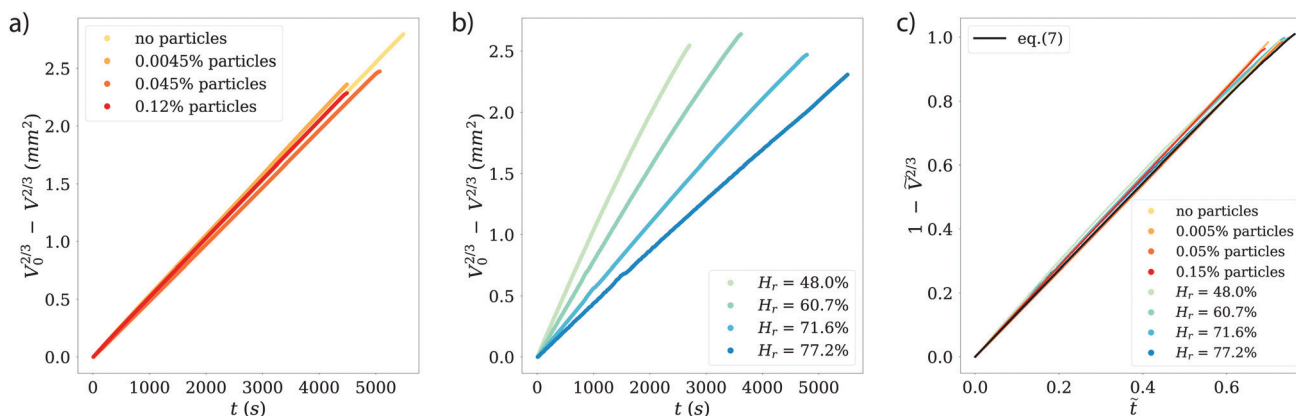 a)
no particles
0.0045% particles
0.045% particles
0.12% particles
V_0^{2/3} − V^{2/3} (mm^2)
2.5
2.0
1.5
1.0
0.5
0.0
0 1000 2000 3000 4000 5000
t (s)
b)
V_0^{2/3} − V^{2/3} (mm^2)
2.5
2.0
1.5
1.0
0.5
0.0
H_r = 48.0%
H_r = 60.7%
H_r = 71.6%
H_r = 77.2%
0 1000 2000 3000 4000 5000
t (s)
c)
eq.(7)
1 − Ṽ^{2/3}
1.0
0.8
0.6
0.4
0.2
0.0
no particles
0.005% particles
0.05% particles
0.15% particles
H_r = 48.0%
H_r = 60.7%
H_r = 71.6%
H_r = 77.2%
0.0 0.2 0.4 0.6
t̃